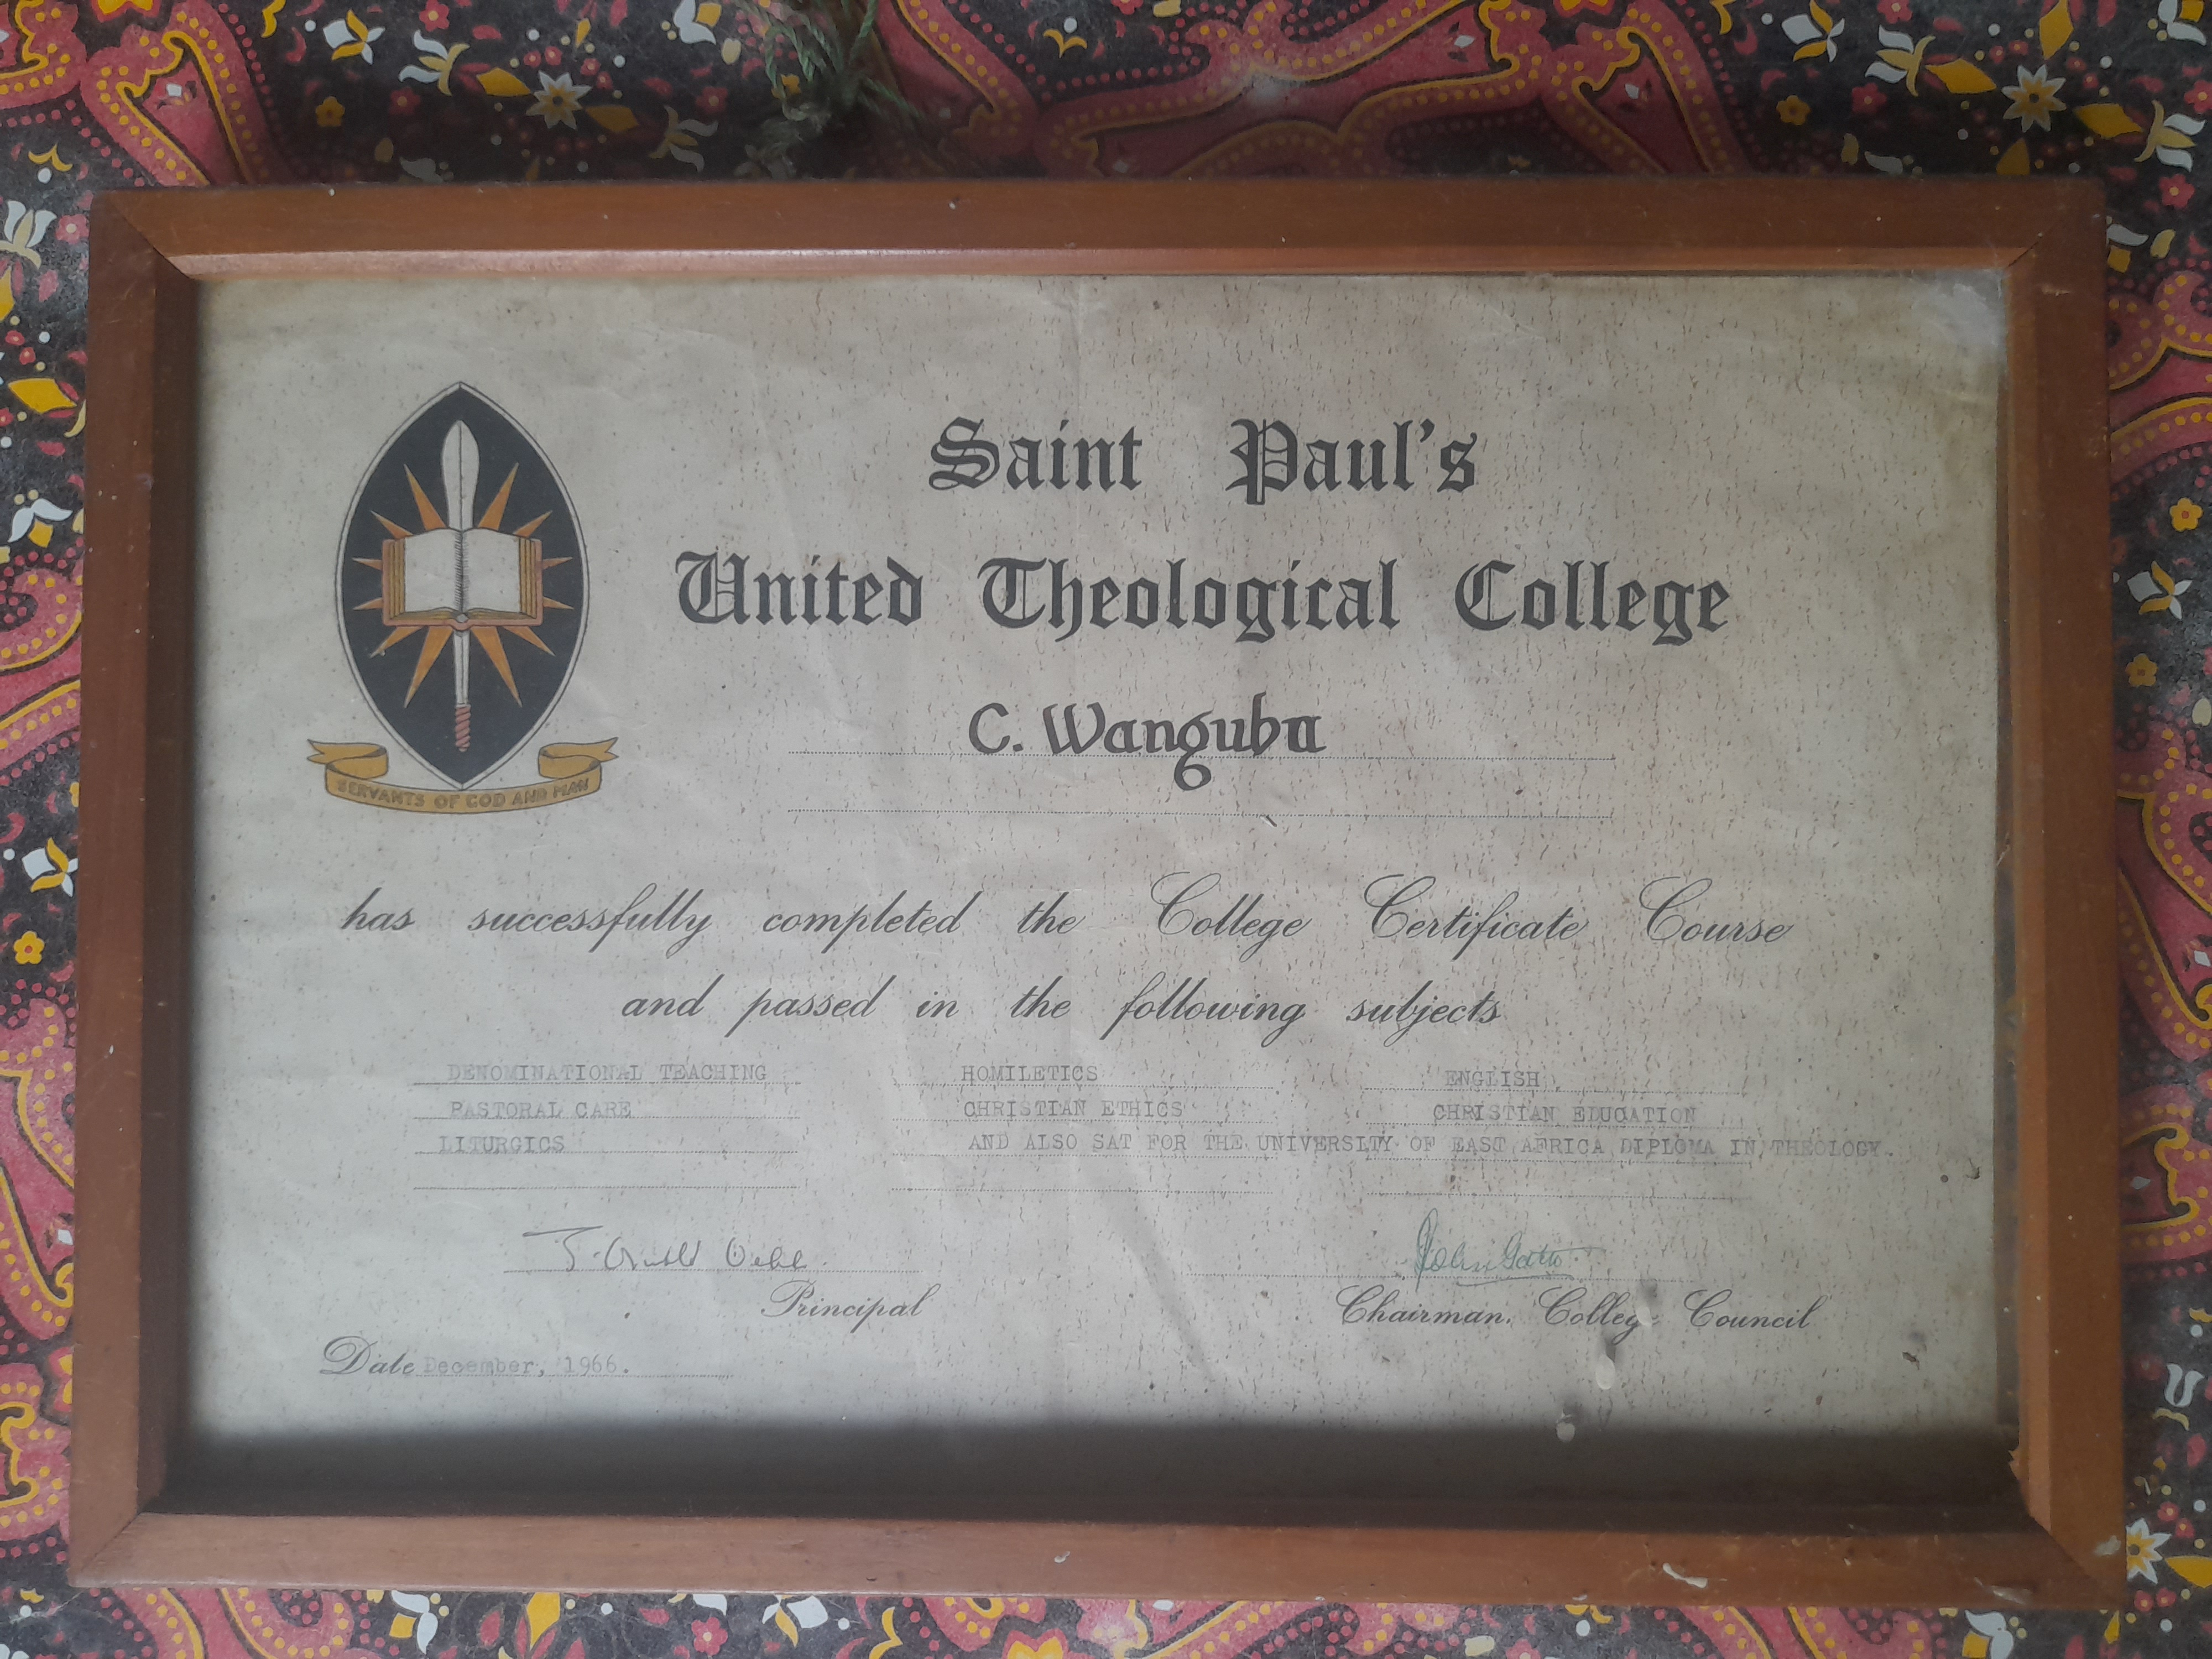 Saint Paul's
United Theological College
C. Wanguba
SERVANTS OF GOD AND MAN
has successfully completed the College Certificate Course
and passed in the following subjects
DENOMINATIONAL TEACHING HOMILETICS ENGLISH
PASTORAL CARE CHRISTIAN ETHICS CHRISTIAN EDUCATION
LITURGICS AND ALSO SAT FOR THE UNIVERSITY OF EAST AFRICA DIPLOMA IN THEOLOGY.
Principal Chairman, College Council
Date December, 1966.